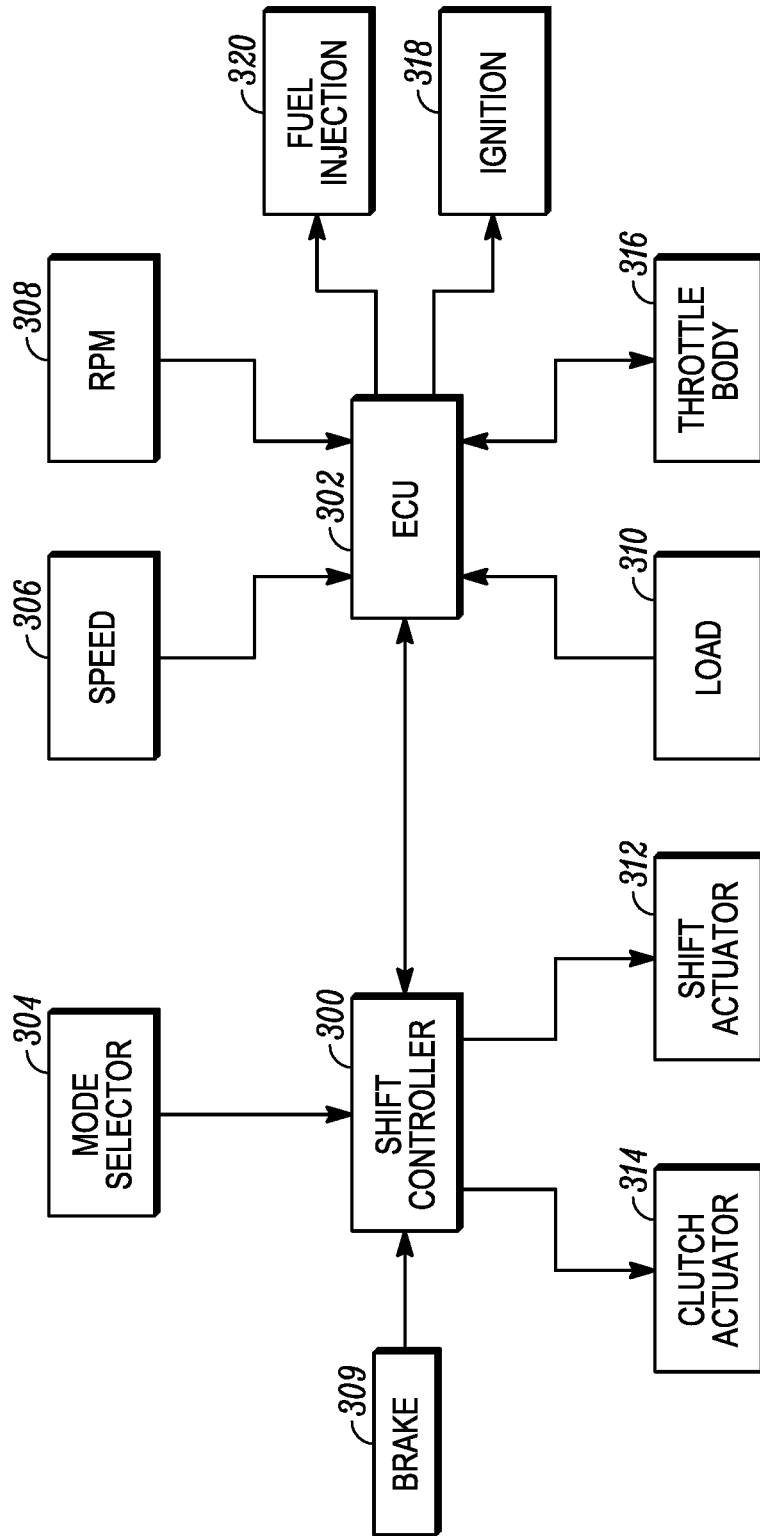 304
MODE
SELECTOR
306
SPEED
308
RPM
320
FUEL
INJECTION
309
BRAKE
300
SHIFT
CONTROLLER
302
ECU
318
IGNITION
314
CLUTCH
ACTUATOR
312
SHIFT
ACTUATOR
310
LOAD
316
THROTTLE
BODY